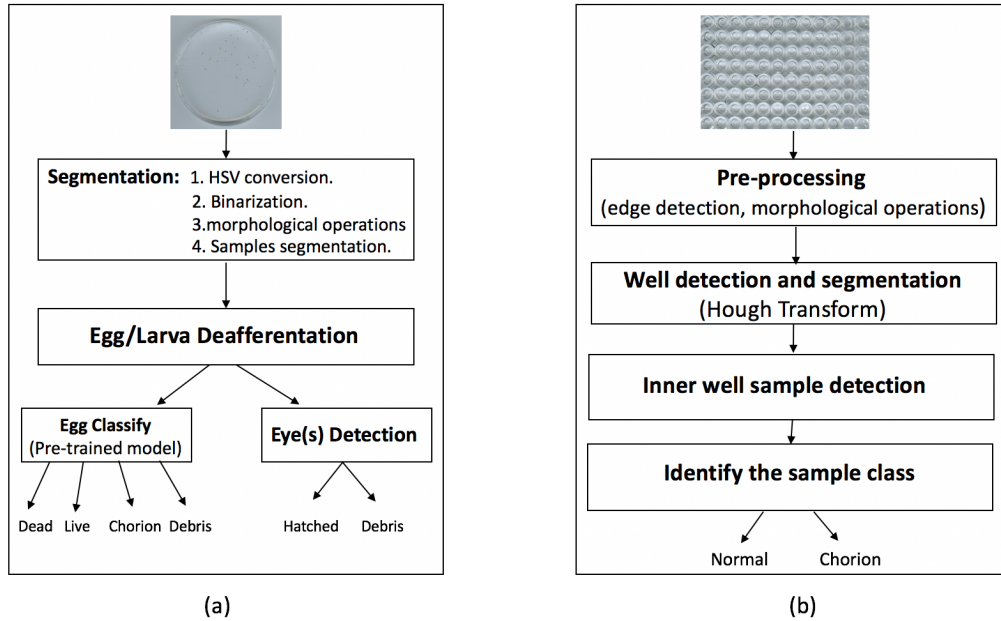 Segmentation: 1. HSV conversion.
2. Binarization.
3.morphological operations
4. Samples segmentation.
Egg/Larva Deafferentation
Egg Classify
(Pre-trained model)
Eye(s) Detection
Dead Live Chorion Debris
Hatched Debris
(a)
Pre-processing
(edge detection, morphological operations)
Well detection and segmentation
(Hough Transform)
Inner well sample detection
Identify the sample class
Normal Chorion
(b)